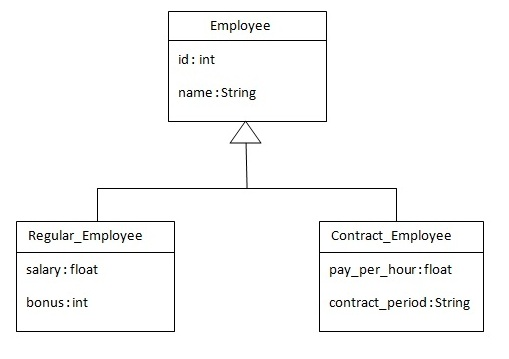 Employee
id : int
name : String
Regular_Employee
salary : float
bonus : int
Contract_Employee
pay_per_hour : float
contract_period : String